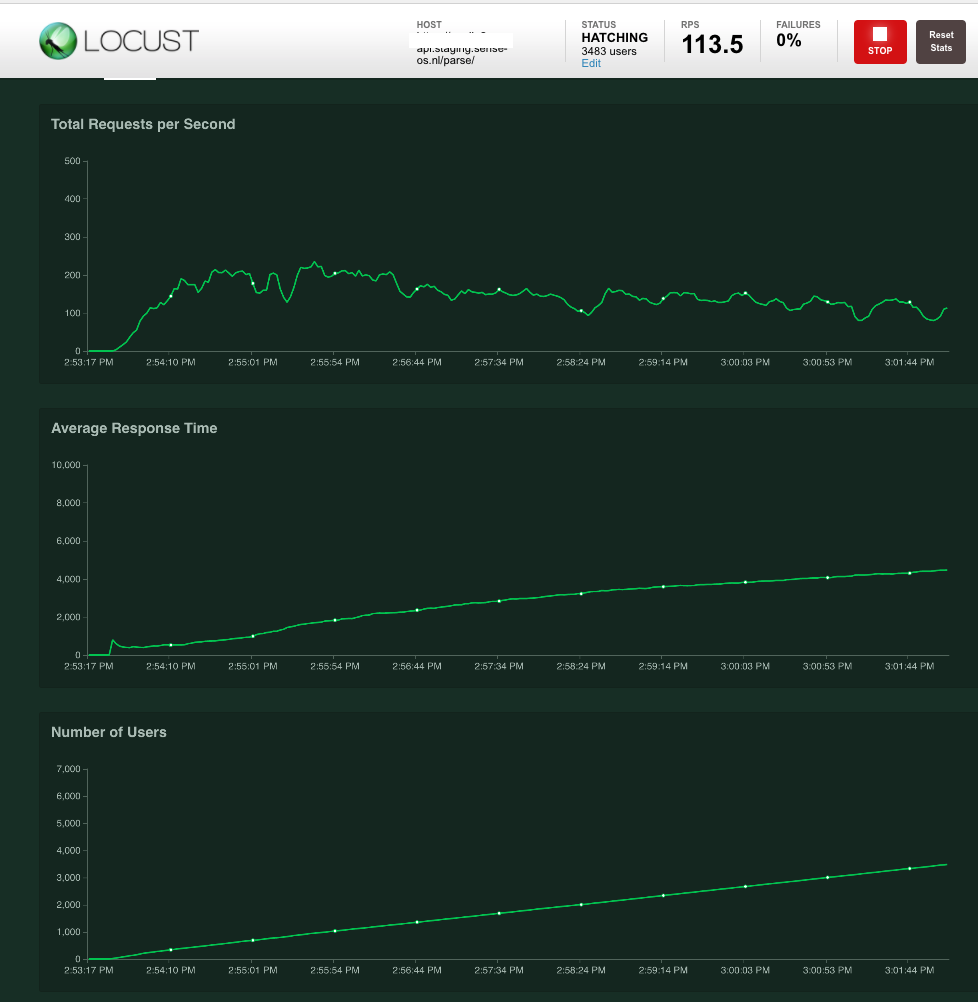 LOCUST
HOST
api.staging.sense-
os.nl/parse/
STATUS
HATCHING
3483 users
Edit
RPS
113.5
FAILURES
0%
STOP
Reset
Stats
Total Requests per Second
500
400
300
200
100
0
2:53:17 PM 2:54:10 PM 2:55:01 PM 2:55:54 PM 2:56:44 PM 2:57:34 PM 2:58:24 PM 2:59:14 PM 3:00:03 PM 3:00:53 PM 3:01:44 PM
Average Response Time
10,000
8,000
6,000
4,000
2,000
0
2:53:17 PM 2:54:10 PM 2:55:01 PM 2:55:54 PM 2:56:44 PM 2:57:34 PM 2:58:24 PM 2:59:14 PM 3:00:03 PM 3:00:53 PM 3:01:44 PM
Number of Users
7,000
6,000
5,000
4,000
3,000
2,000
1,000
0
2:53:17 PM 2:54:10 PM 2:55:01 PM 2:55:54 PM 2:56:44 PM 2:57:34 PM 2:58:24 PM 2:59:14 PM 3:00:03 PM 3:00:53 PM 3:01:44 PM